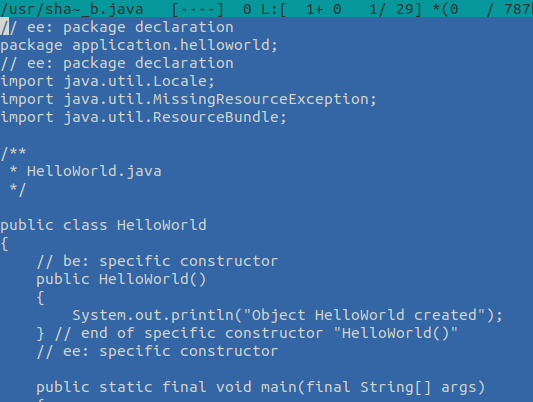 /usr/sha~_b.java   [----]  0 L:[  1+ 0   1/ 29] *(0   / 787
// ee: package declaration
package application.helloworld;
// ee: package declaration
import java.util.Locale;
import java.util.MissingResourceException;
import java.util.ResourceBundle;

/**
 * HelloWorld.java
 */

public class HelloWorld
{
    // be: specific constructor
    public HelloWorld()
    {
        System.out.println("Object HelloWorld created");
    } // end of specific constructor "HelloWorld()"
    // ee: specific constructor

    public static final void main(final String[] args)